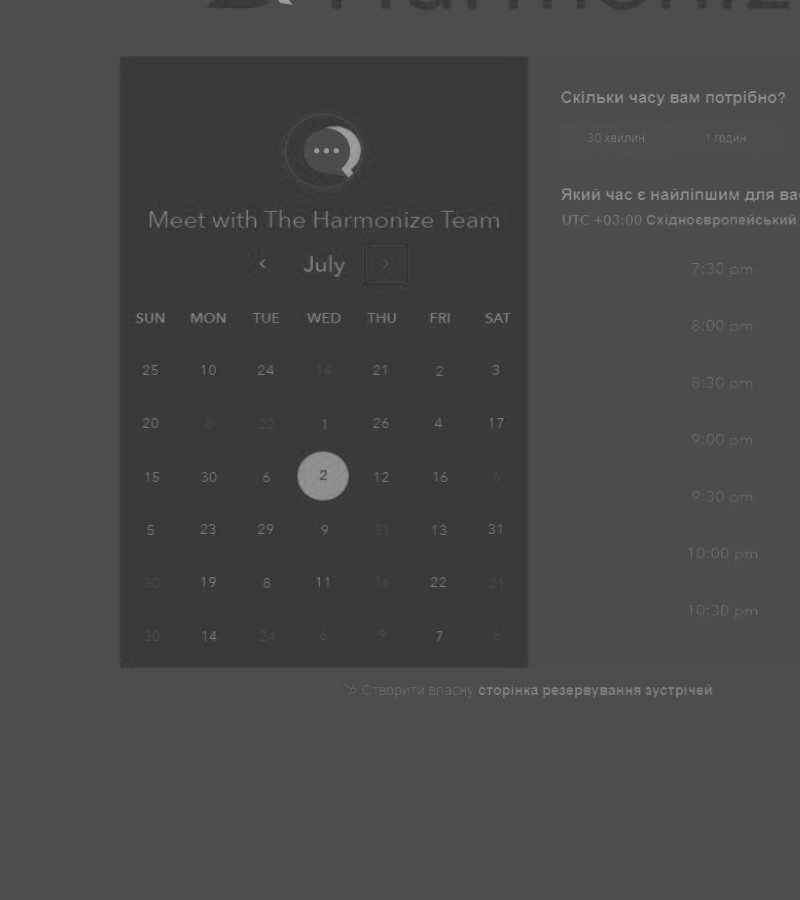 Harmonize
Meet with The Harmonize Team
July
SUN MON TUE WED THU FRI SAT
25 10 24 14 21 2 3
20 8 22 1 26 4 17
15 30 6 2 12 16 6
5 23 29 9 31 13 31
30 19 8 11 16 22 21
30 14 24 6 9 7 6
Скільки часу вам потрібно?
30 хвилин 1 годин
Який час є найліпшим для
UTC +03:00 Східноєвропейський
7:30 pm
8:00 pm
8:30 pm
9:00 pm
9:30 pm
10:00 pm
10:30 pm
Створити власну сторінка резервування зустрічей